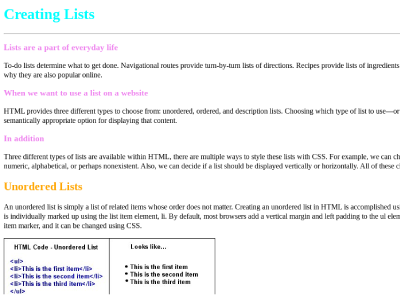 Creating Lists
Lists are a part of everyday life
To-do lists determine what to get done. Navigational routes provide turn-by-turn lists of directions. Recipes provide lists of ingredients
why they are also popular online.
When we want to use a list on a website
HTML provides three different types to choose from: unordered, ordered, and description lists. Choosing which type of list to use—or
semantically appropriate option for displaying that content.
In addition
Three different types of lists are available within HTML, there are multiple ways to style these lists with CSS. For example, we can ch
numeric, alphabetical, or perhaps nonexistent. Also, we can decide if a list should be displayed vertically or horizontally. All of these c
Unordered Lists
An unordered list is simply a list of related items whose order does not matter. Creating an unordered list in HTML is accomplished us
is individually marked up using the list item element, li. By default, most browsers add a vertical margin and left padding to the ul elem
item marker, and it can be changed using CSS.
HTML Code - Unordered List Looks like...
<ul>
<li>This is the first item</li> • This is the first item
<li>This is the second item</li> • This is the second item
<li>This is the third item</li> • This is the third item
</ul>